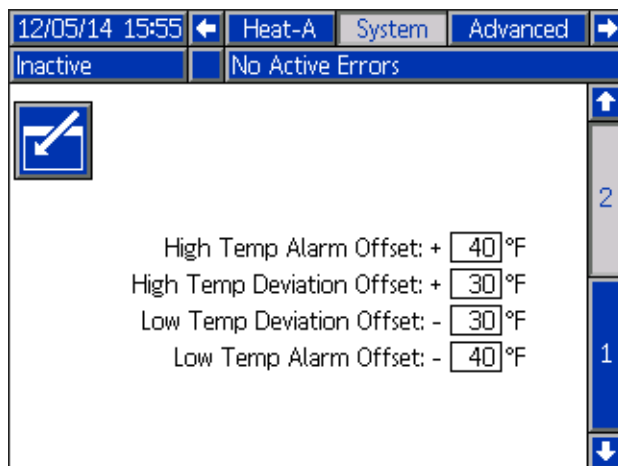 12/05/14 15:55 Heat-A System Advanced
Inactive No Active Errors
2
High Temp Alarm Offset: + 40 °F
High Temp Deviation Offset: + 30 °F
Low Temp Deviation Offset: - 30 °F
Low Temp Alarm Offset: - 40 °F
1